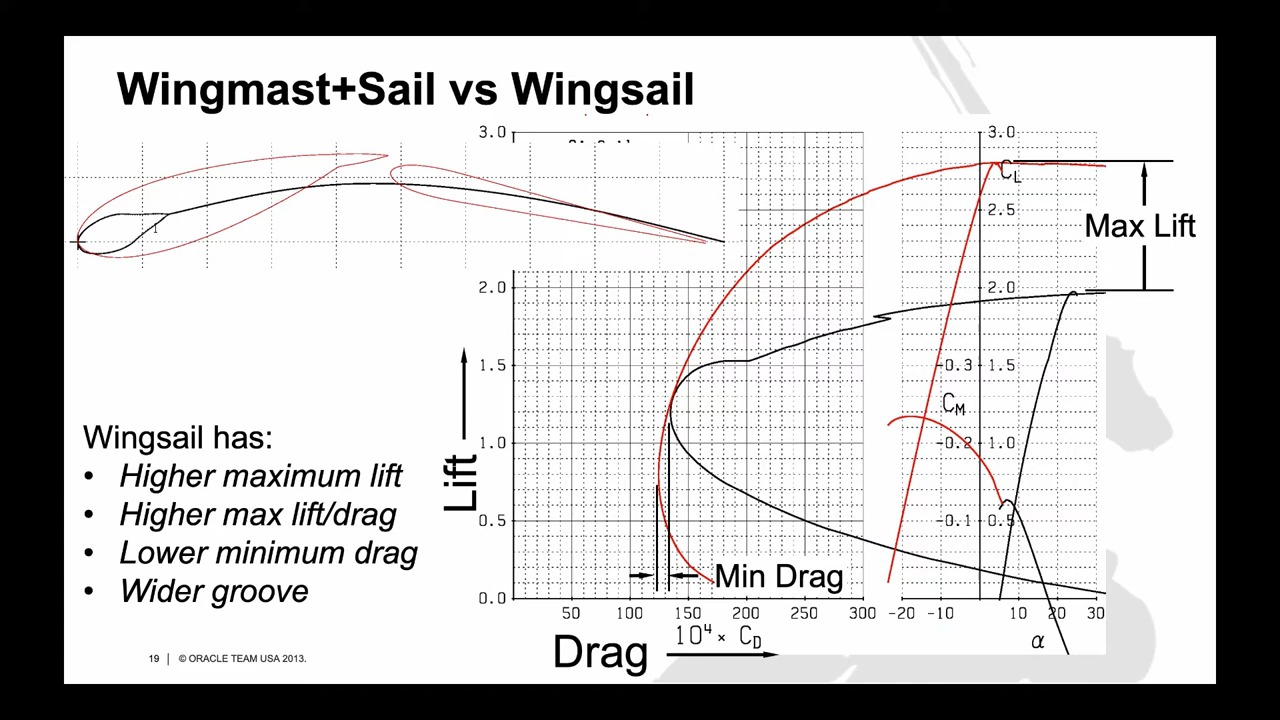 Wingmast+Sail vs Wingsail
3.0
2.0
1.5
1.0
0.5
0.0
50
100
150
200
250
300
Lift
Drag
10⁴ × C_D
Min Drag
3.0
C_L
2.5
2.0
-0.3
1.5
C_M
-0.2
1.0
-0.1
0.5
-20
-10
10
30
α
Max Lift
Wingsail has:
• Higher maximum lift
• Higher max lift/drag
• Lower minimum drag
• Wider groove
19 | © ORACLE TEAM USA 2013.